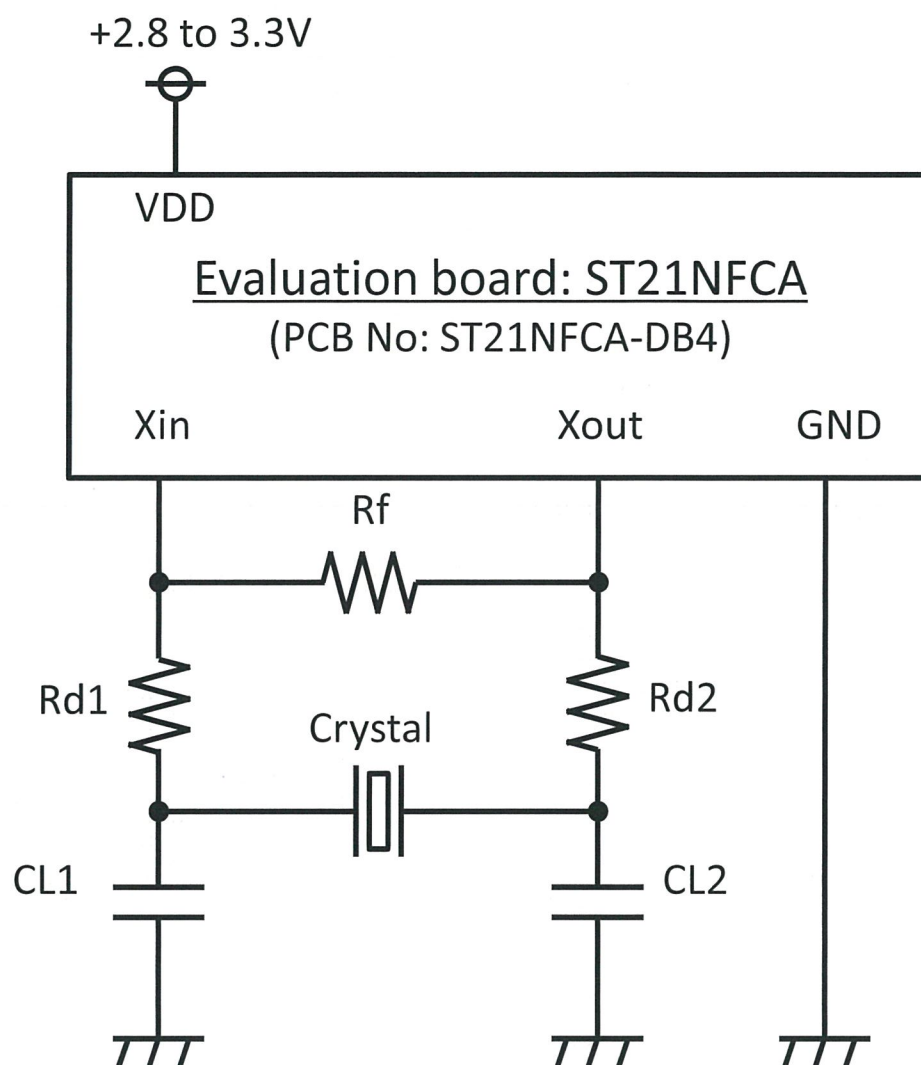 +2.8 to 3.3V
VDD
Evaluation board: ST21NFCA
(PCB No: ST21NFCA-DB4)
Xin
Xout
GND
Rf
Rd1
Rd2
Crystal
CL1
CL2